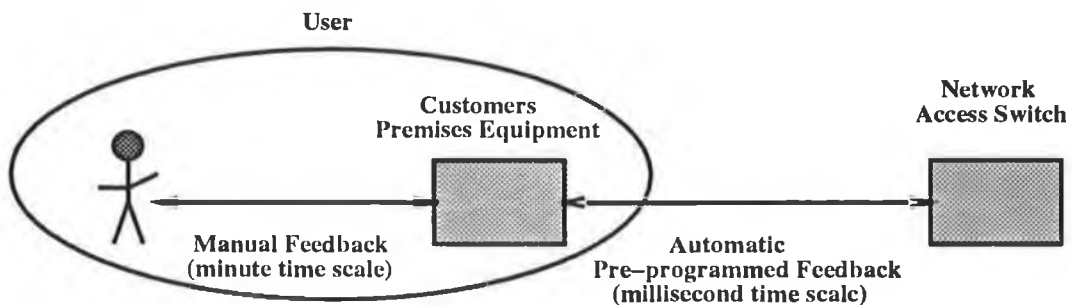 User
Customers
Premises Equipment
Network
Access Switch
Manual Feedback
(minute time scale)
Automatic
Pre–programmed Feedback
(millisecond time scale)